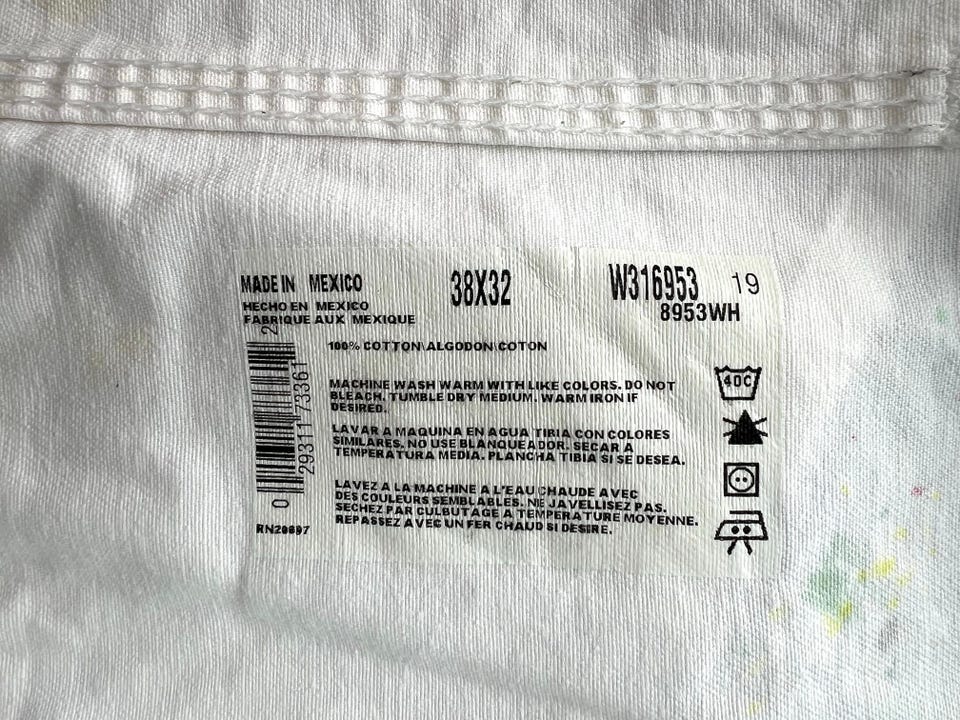 MADE IN MEXICO
HECHO EN MEXICO
FABRIQUE AUX MEXIQUE
38X32
W316953 19
8953WH
100% COTTON\ALGODON\COTON
MACHINE WASH WARM WITH LIKE COLORS. DO NOT
BLEACH. TUMBLE DRY MEDIUM. WARM IRON IF
DESIRED.
LAVAR A MAQUINA EN AGUA TIBIA CON COLORES
SIMILARES. NO USE BLANQUEADOR. SECAR A
TEMPERATURA MEDIA. PLANCHA TIBIA SI SE DESEA.
LAVEZ A LA MACHINE A L'EAU CHAUDE AVEC
DES COULEURS SEMBLABLES. NE JAVELLISEZ PAS.
SECHEZ PAR CULBUTAGE A TEMPERATURE MOYENNE.
REPASSEZ AVEC UN FER CHAUD SI DESIRE.
40C
0 29311 73361 2